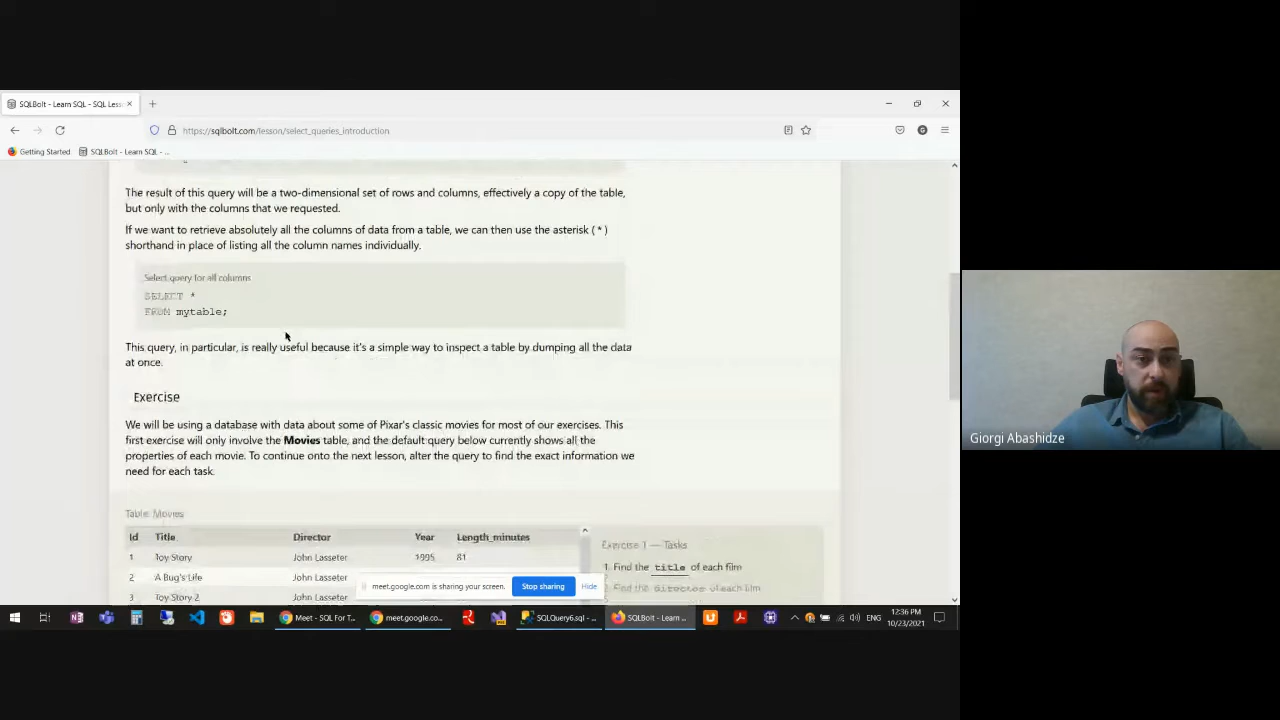 SQLBolt - Learn SQL - SQL Less
https://sqlbolt.com/lesson/select_queries_introduction
Getting Started
SQLBolt - Learn SQL - ...
The result of this query will be a two-dimensional set of rows and columns, effectively a copy of the table,
but only with the columns that we requested.
If we want to retrieve absolutely all the columns of data from a table, we can then use the asterisk (*)
shorthand in place of listing all the column names individually.
Select query for all columns
SELECT *
FROM mytable;
This query, in particular, is really useful because it's a simple way to inspect a table by dumping all the data
at once.
Exercise
We will be using a database with data about some of Pixar's classic movies for most of our exercises. This
first exercise will only involve the Movies table, and the default query below currently shows all the
properties of each movie. To continue onto the next lesson, alter the query to find the exact information we
need for each task.
Table: Movies
Id Title Director Year Length_minutes
1 Toy Story John Lasseter 1995 81
2 A Bug's Life John Lasseter
3 Toy Story 2 John Lasseter
Exercise 1 — Tasks
1. Find the title of each film
2. Find the director of each film
meet.google.com is sharing your screen.
Stop sharing
Hide
Giorgi Abashidze
Meet - SQL For T...
meet.google.co...
SQLQuery6.sql - ...
SQLBolt - Learn ...
ENG
12:36 PM
10/23/2021